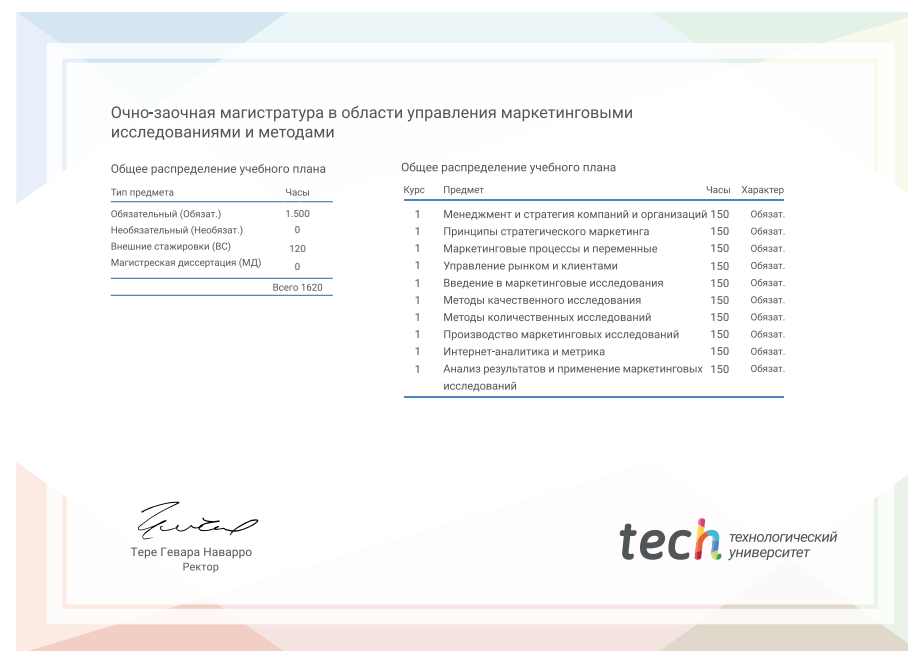 Очно-заочная магистратура в области управления маркетинговыми
исследованиями и методами
Общее распределение учебного плана
Тип предмета Часы
Обязательный (Обязат.) 1.500
Необязательный (Необязат.) 0
Внешние стажировки (ВС) 120
Магистреская диссертация (МД) 0
Всего 1620
Общее распределение учебного плана
Курс Предмет Часы Характер
1 Менеджмент и стратегия компаний и организаций 150 Обязат.
1 Принципы стратегического маркетинга 150 Обязат.
1 Маркетинговые процессы и переменные 150 Обязат.
1 Управление рынком и клиентами 150 Обязат.
1 Введение в маркетинговые исследования 150 Обязат.
1 Методы качественного исследования 150 Обязат.
1 Методы количественных исследований 150 Обязат.
1 Производство маркетинговых исследований 150 Обязат.
1 Интернет-аналитика и метрика 150 Обязат.
1 Анализ результатов и применение маркетинговых 150 Обязат.
исследований
Тере Гевара Наварро
Ректор
tech технологический
университет